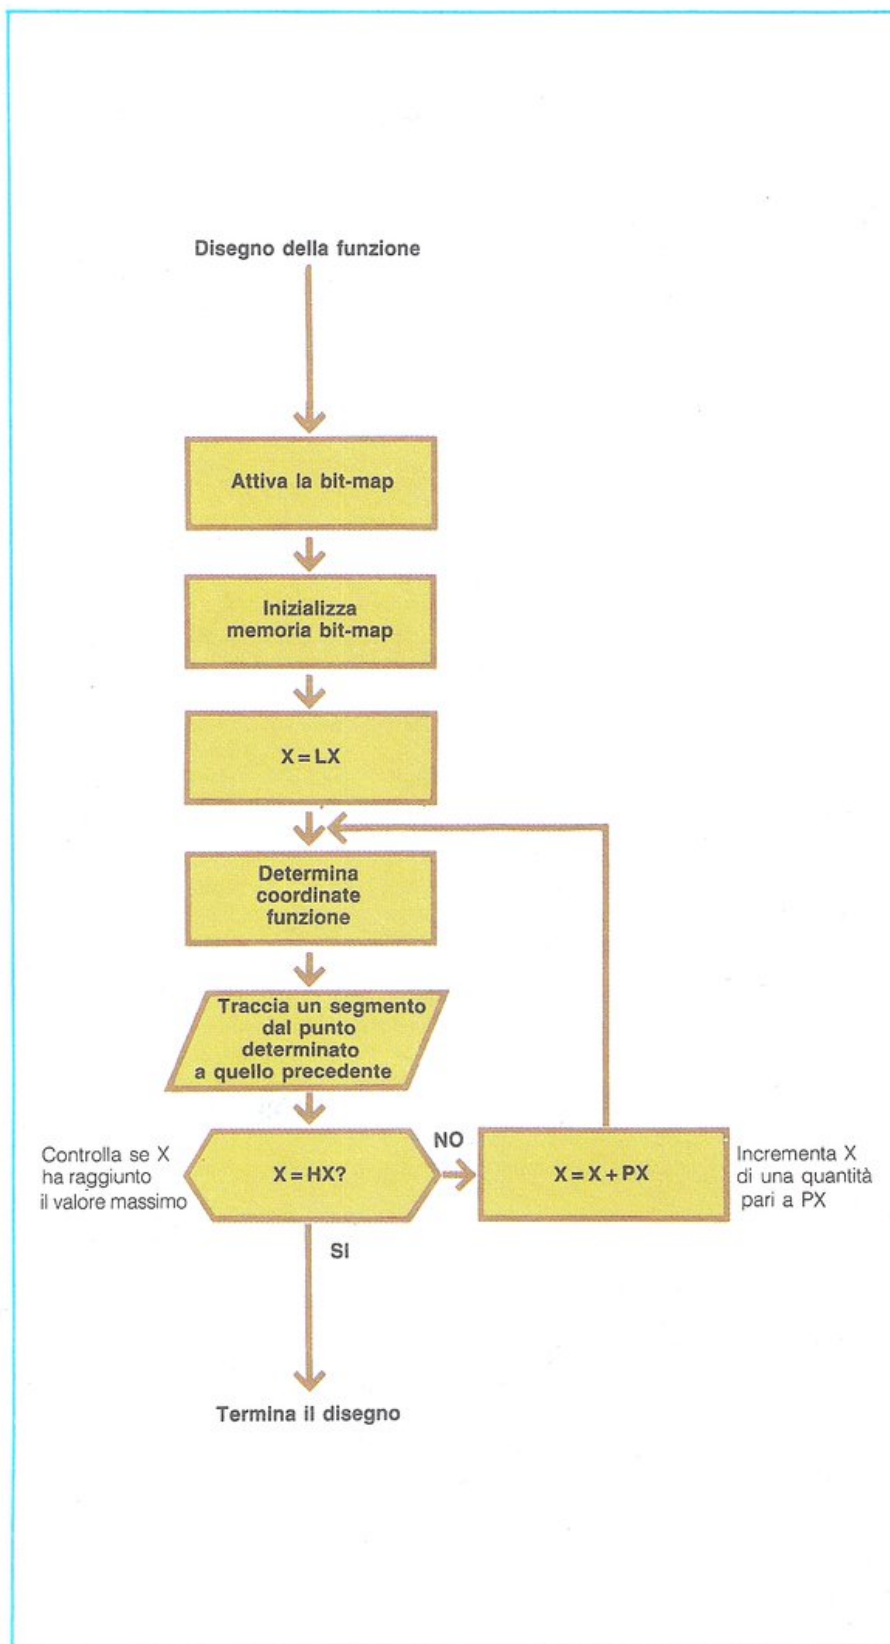 Disegno della funzione
Attiva la bit-map
Inizializza
memoria bit-map
X = LX
Determina
coordinate
funzione
Traccia un segmento
dal punto
determinato
a quello precedente
Controlla se X
ha raggiunto
il valore massimo
X = HX?
NO
X = X + PX
Incrementa X
di una quantità
pari a PX
SI
Termina il disegno